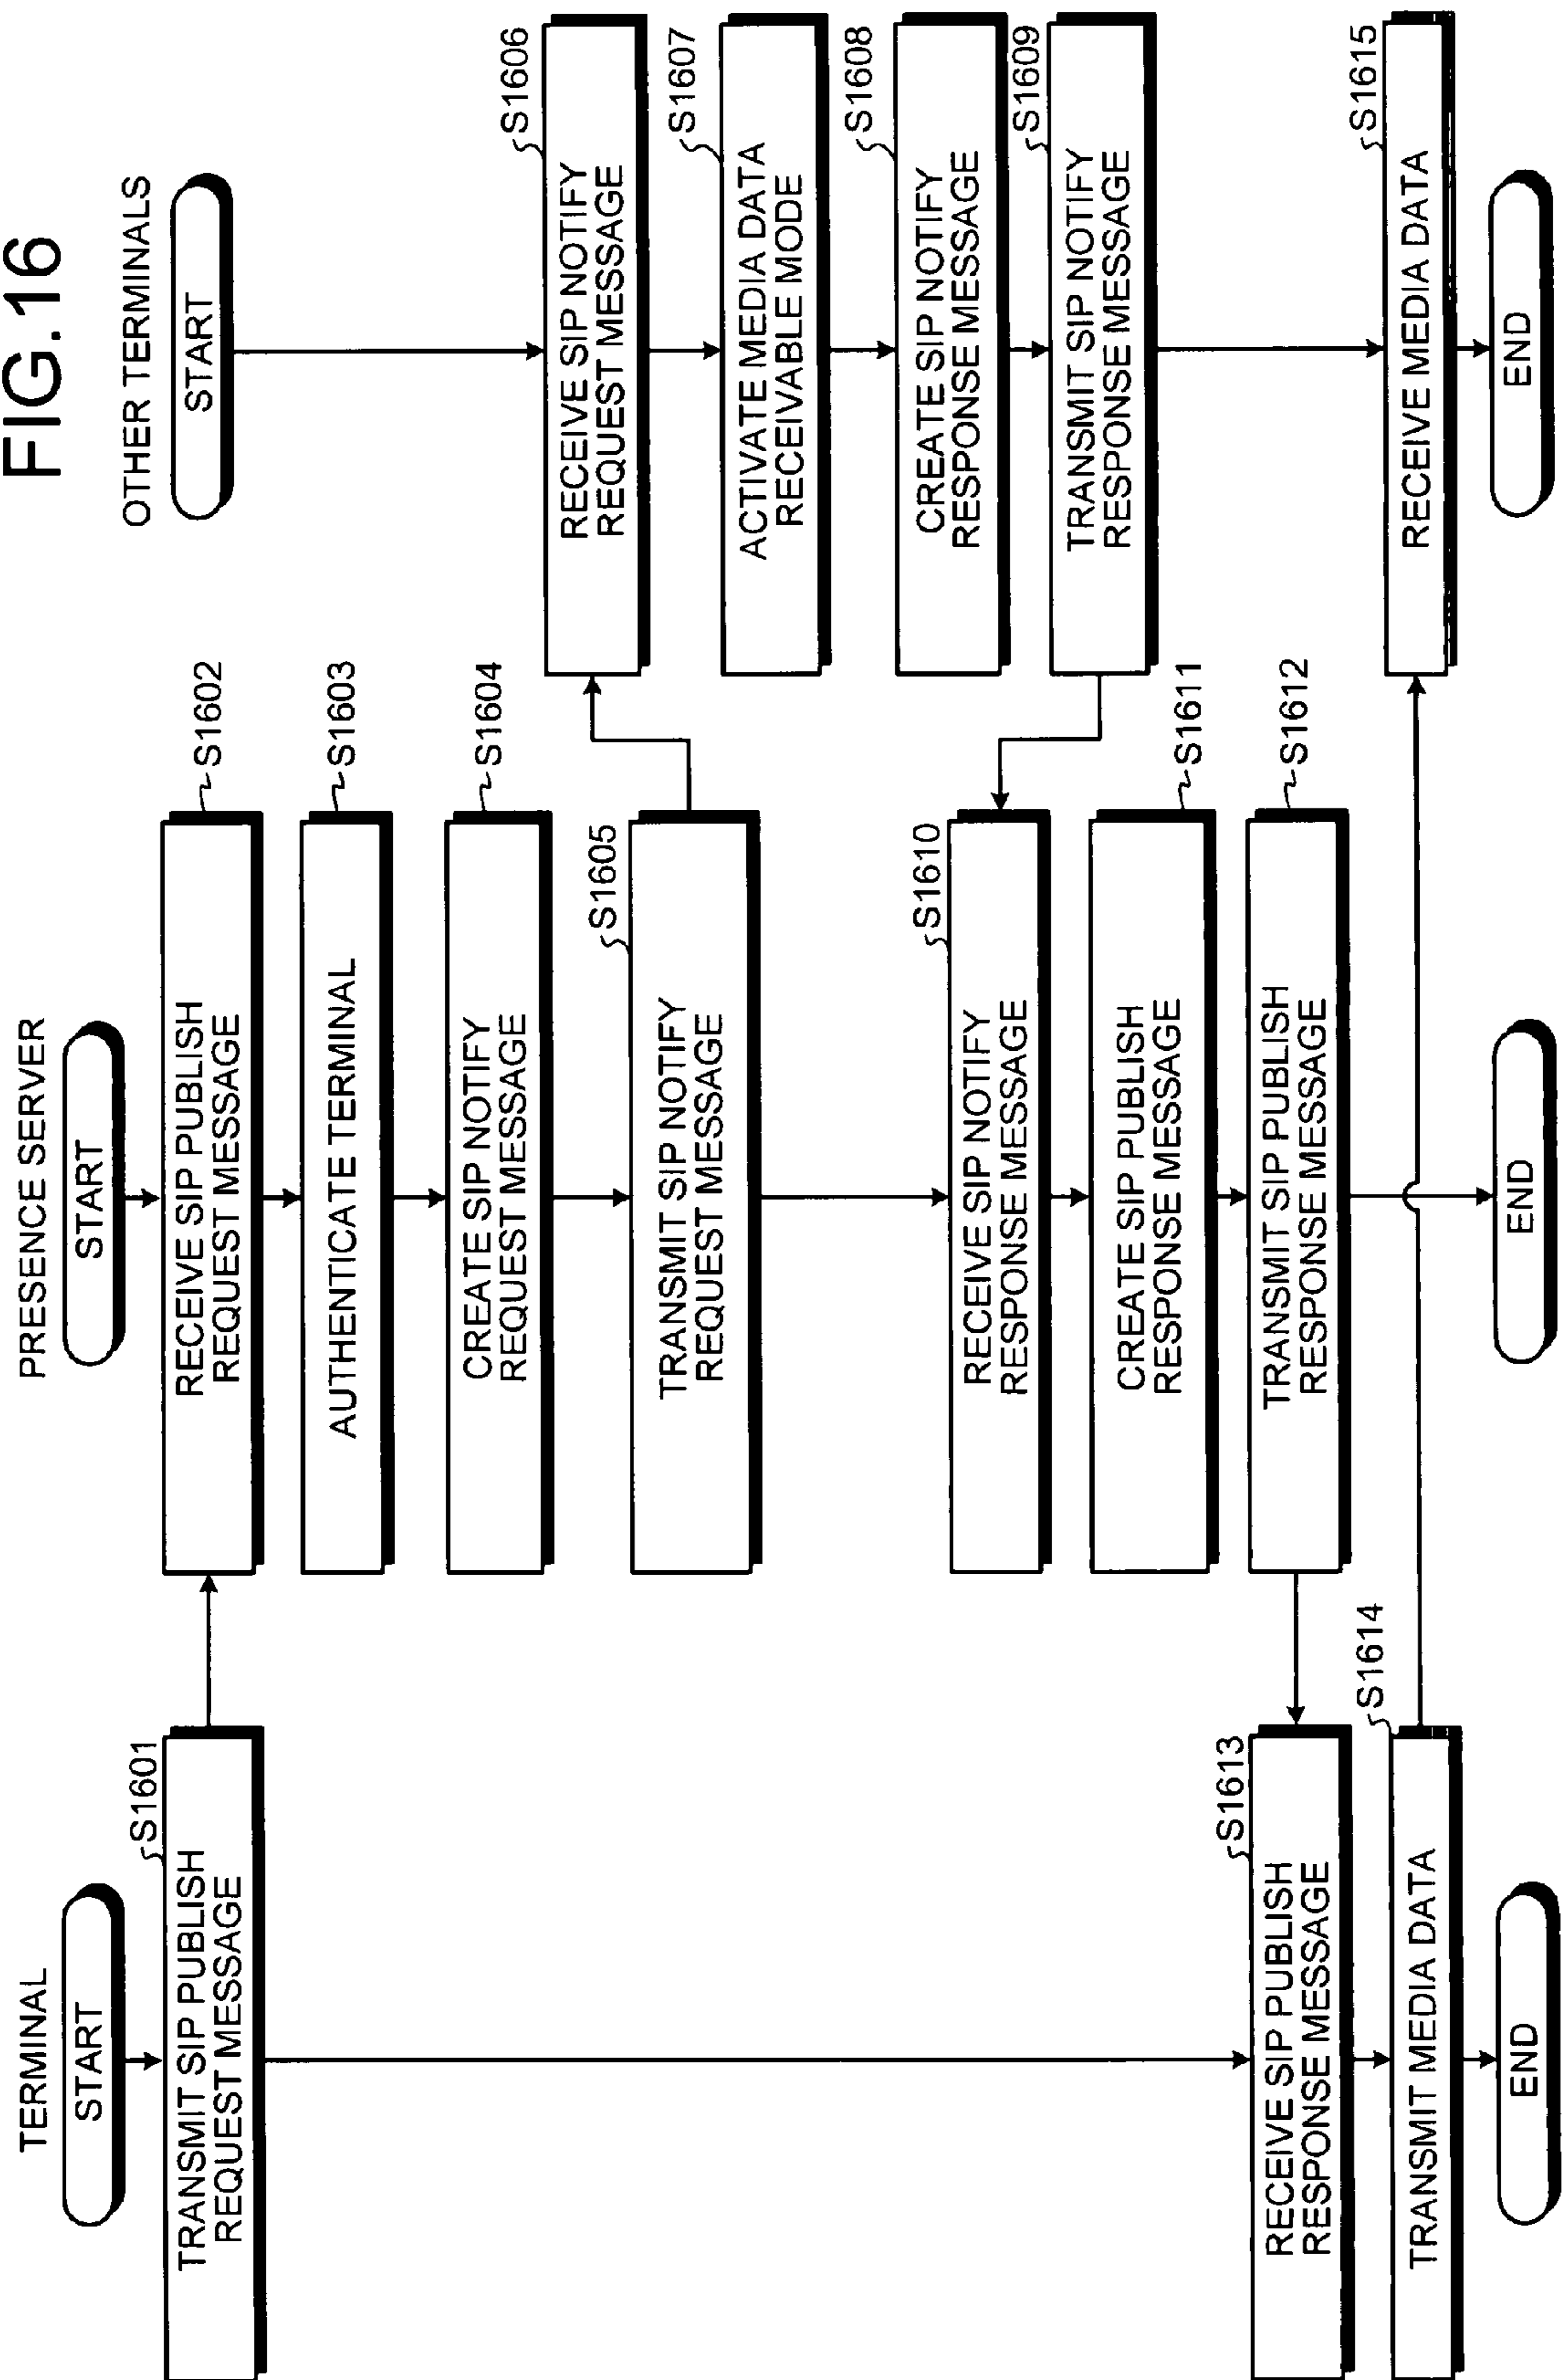 FIG.16
TERMINAL
START
S1601
TRANSMIT SIP PUBLISH
REQUEST MESSAGE
S1613
RECEIVE SIP PUBLISH
RESPONSE MESSAGE
S1614
TRANSMIT MEDIA DATA
END
PRESENCE SERVER
START
S1602
RECEIVE SIP PUBLISH
REQUEST MESSAGE
S1603
AUTHENTICATE TERMINAL
S1604
CREATE SIP NOTIFY
REQUEST MESSAGE
S1605
TRANSMIT SIP NOTIFY
REQUEST MESSAGE
S1610
RECEIVE SIP NOTIFY
RESPONSE MESSAGE
S1611
CREATE SIP PUBLISH
RESPONSE MESSAGE
S1612
TRANSMIT SIP PUBLISH
RESPONSE MESSAGE
END
OTHER TERMINALS
START
S1606
RECEIVE SIP NOTIFY
REQUEST MESSAGE
S1607
ACTIVATE MEDIA DATA
RECEIVABLE MODE
S1608
CREATE SIP NOTIFY
RESPONSE MESSAGE
S1609
TRANSMIT SIP NOTIFY
RESPONSE MESSAGE
S1615
RECEIVE MEDIA DATA
END